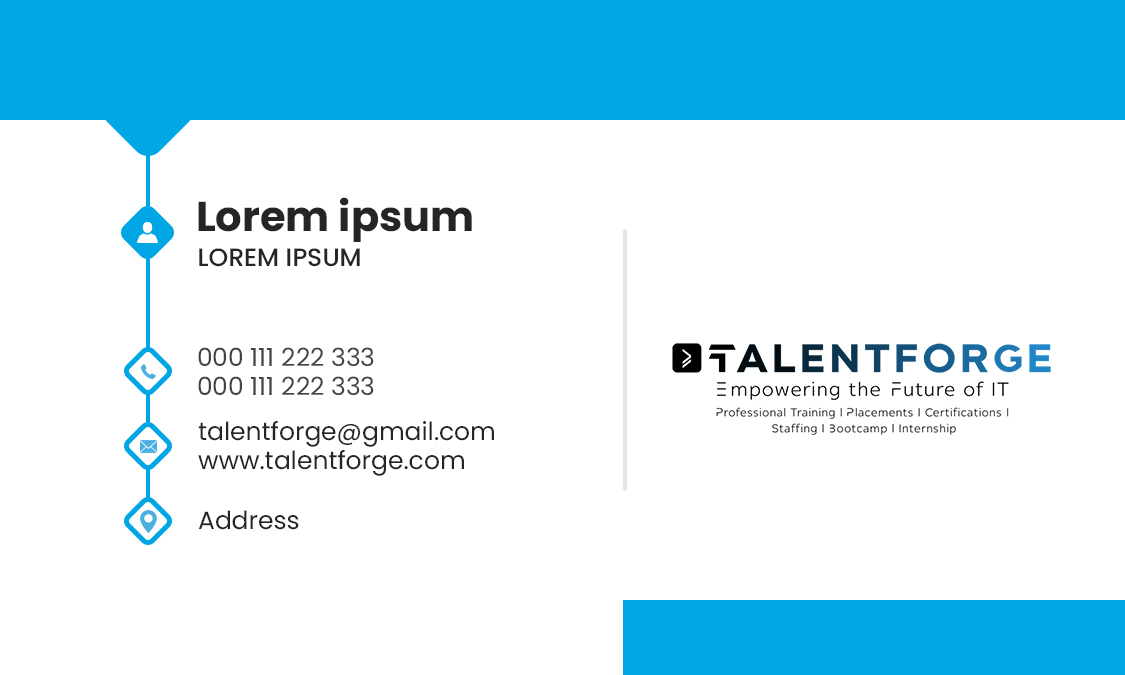 Lorem ipsum
LOREM IPSUM
000 111 222 333
000 111 222 333
talentforge@gmail.com
www.talentforge.com
Address
TALENTFORGE
Empowering the Future of IT
Professional Training | Placements | Certifications |
Staffing | Bootcamp | Internship